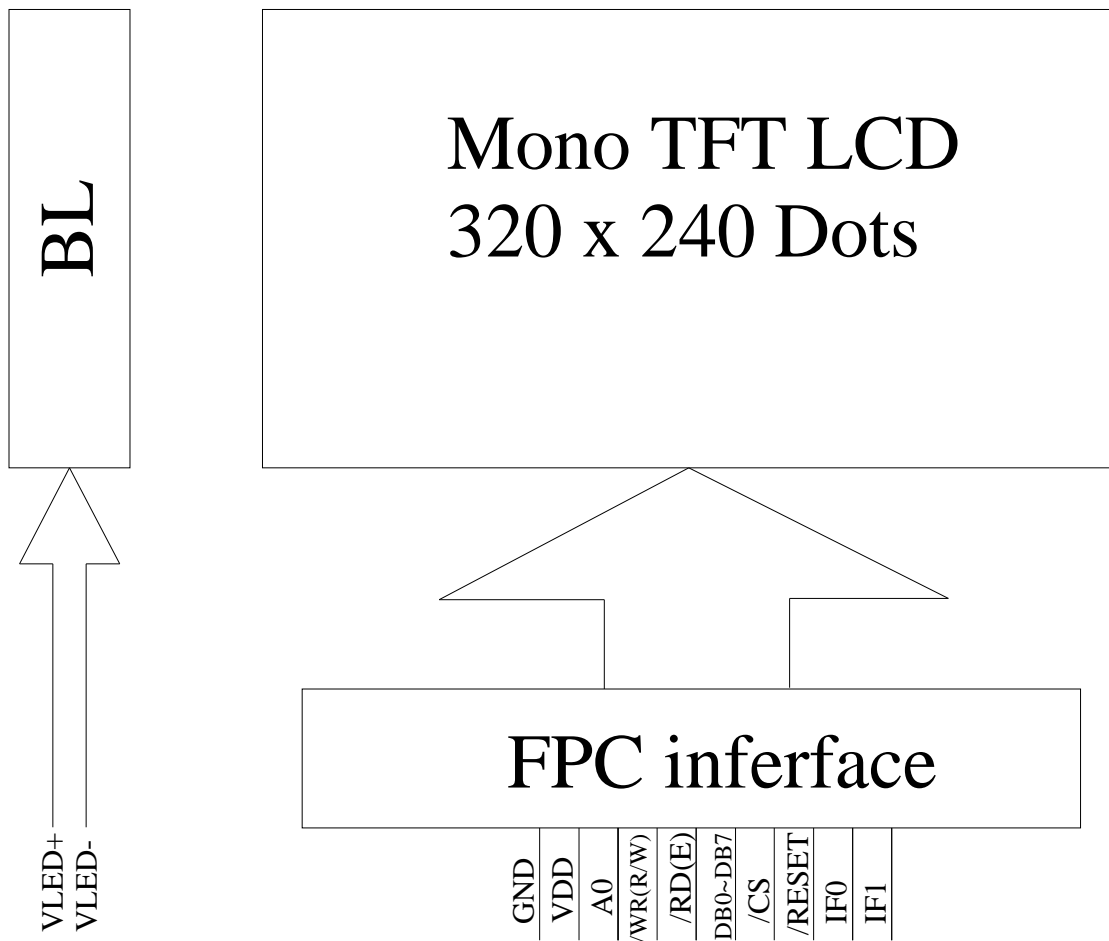 BL
Mono TFT LCD
320 x 240 Dots
FPC inferface
VLED+
VLED-
GND
VDD
A0
/WR(R/W)
/RD(E)
DB0~DB7
/CS
/RESET
IF0
IF1